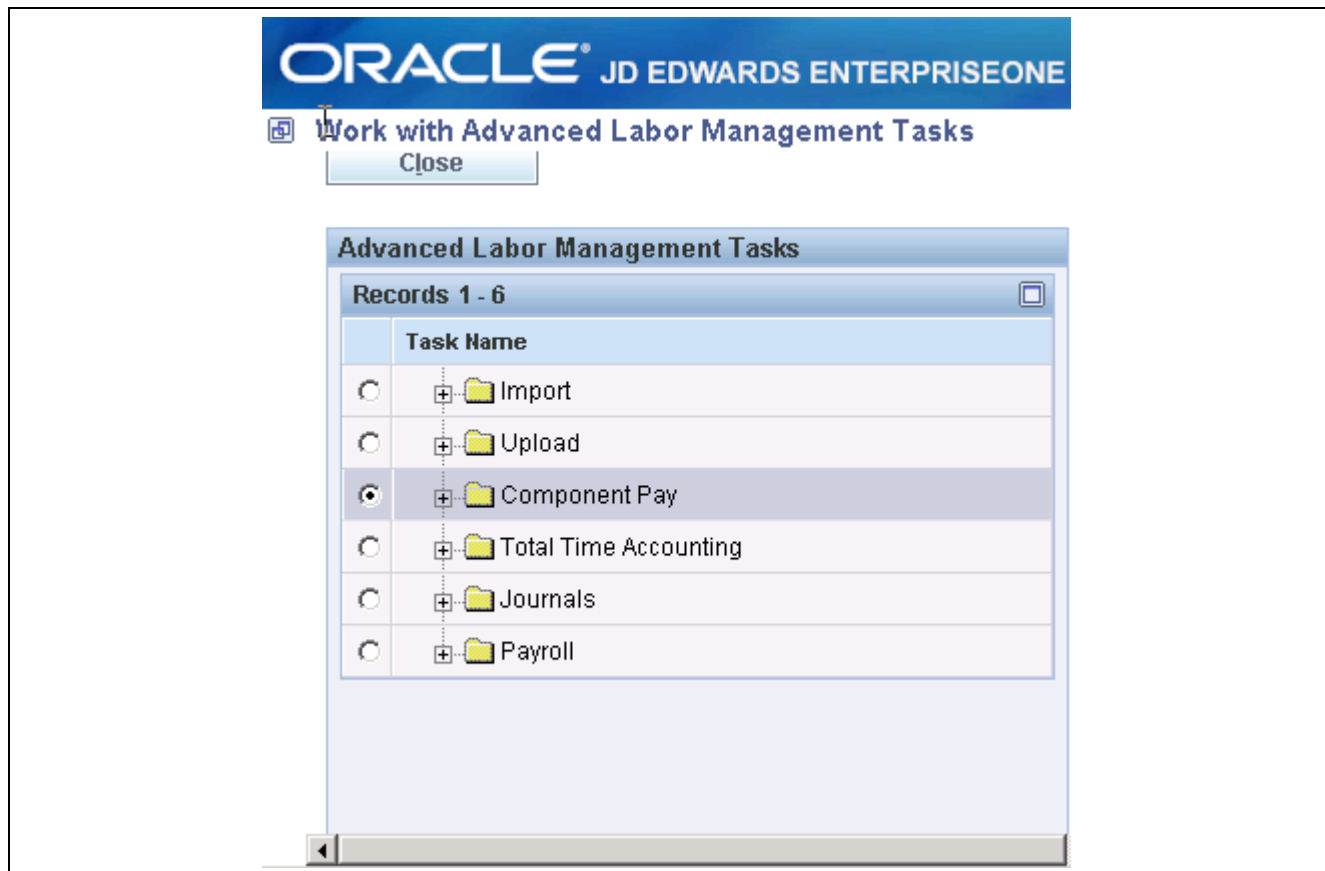 ORACLE® JD EDWARDS ENTERPRISEONE
Work with Advanced Labor Management Tasks
Close
Advanced Labor Management Tasks
Records 1 - 6
Task Name
Import
Upload
Component Pay
Total Time Accounting
Journals
Payroll